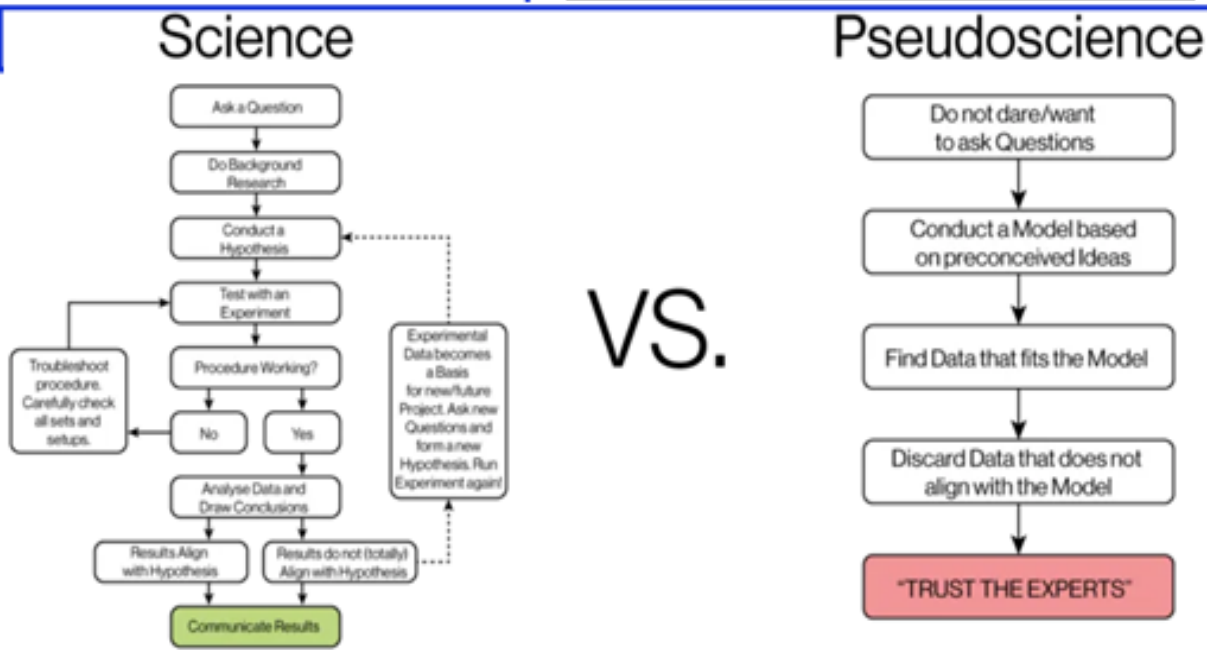 Science
Ask a Question
Do Background
Research
Conduct a
Hypothesis
Test with an
Experiment
Procedure Working?
No
Yes
Troubleshoot
procedure.
Carefully check
all sets and
setups.
Analyse Data and
Draw Conclusions
Results Align
with Hypothesis
Results do not (totally)
Align with Hypothesis
Experimental
Data becomes
a Basis
for new/future
Project. Ask new
Questions and
form a new
Hypothesis. Run
Experiment again!
Communicate Results
VS.
Pseudoscience
Do not dare/want
to ask Questions
Conduct a Model based
on preconceived Ideas
Find Data that fits the Model
Discard Data that does not
align with the Model
"TRUST THE EXPERTS"